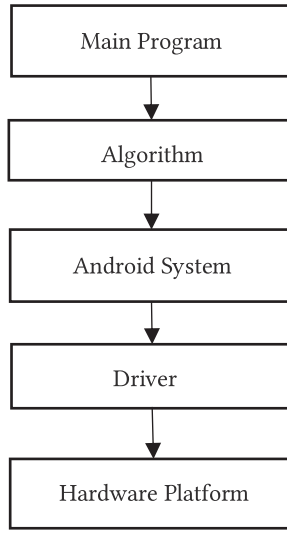 Main Program
Algorithm
Android System
Driver
Hardware Platform